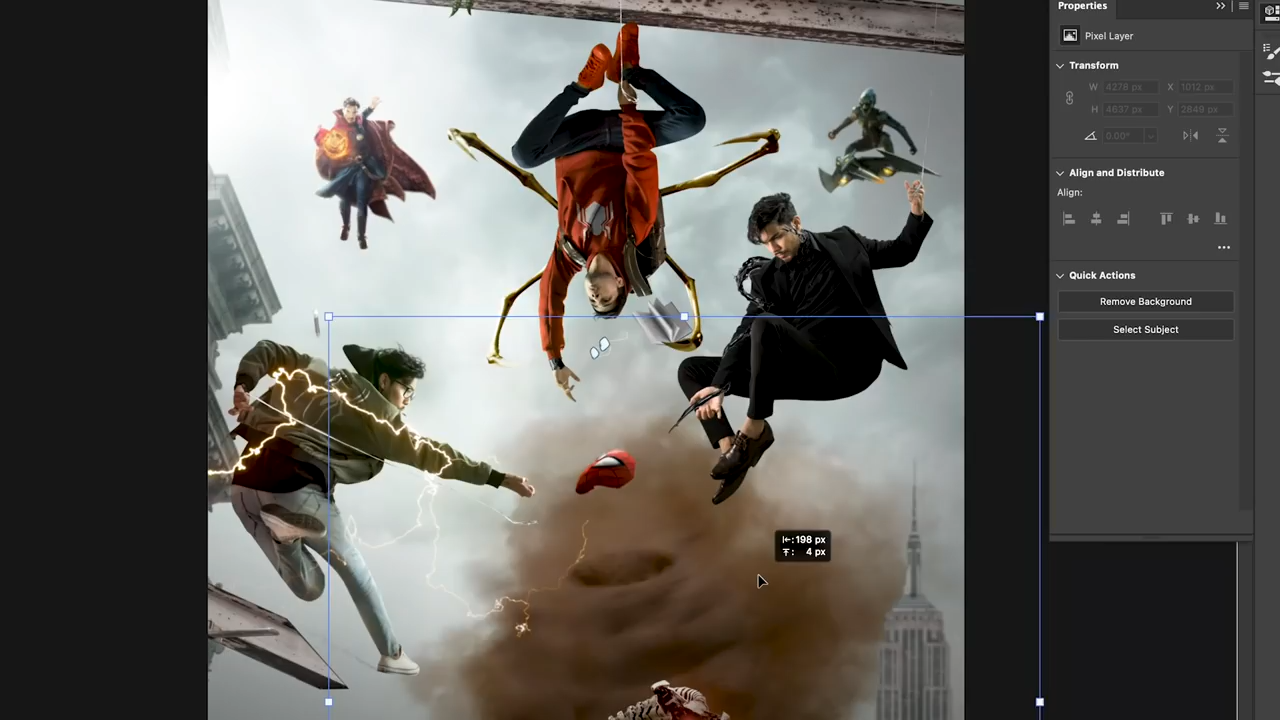 Properties
Pixel Layer
Transform
W 4278 px X 1012 px
H 4637 px Y 2849 px
0.00°
Align and Distribute
Align:
Quick Actions
Remove Background
Select Subject
198 px
4 px